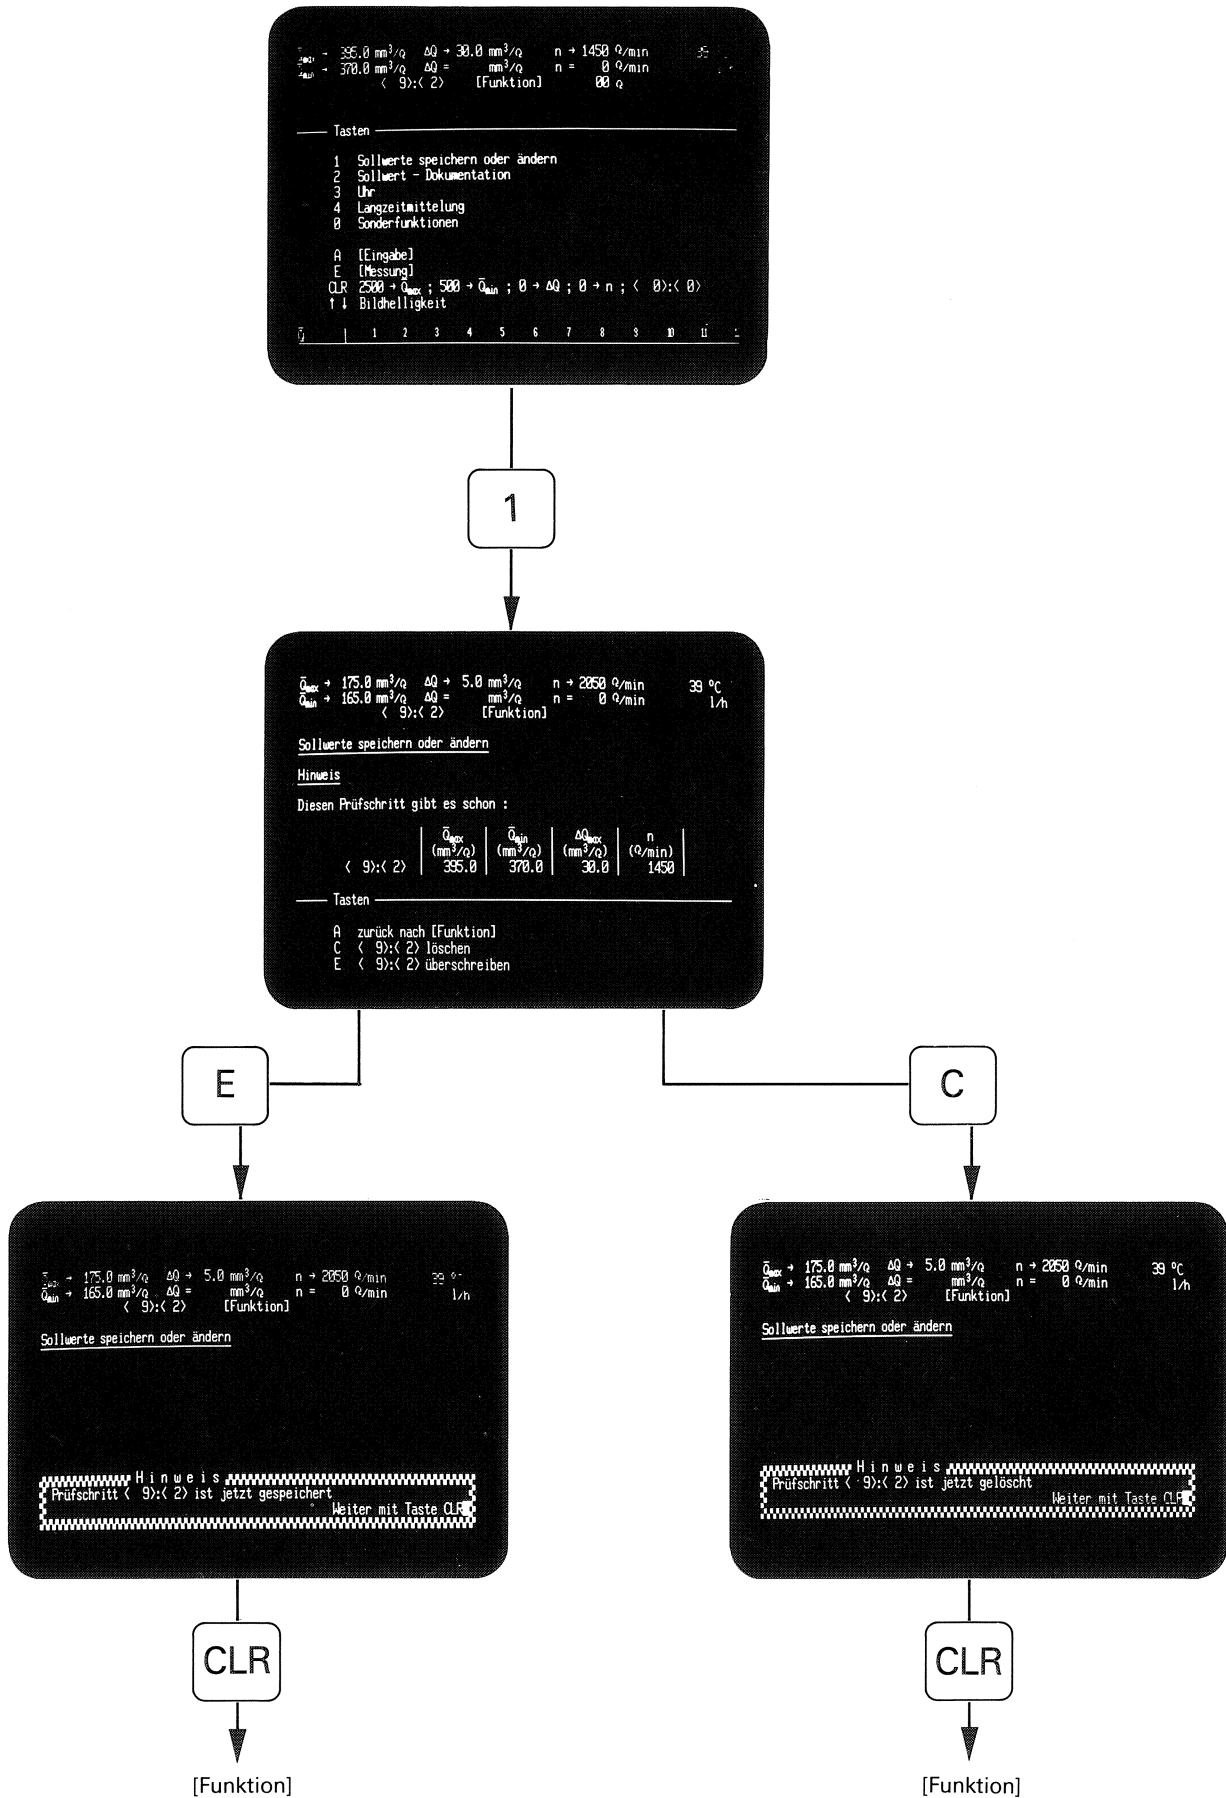 Q̄max → 395.0 mm³/Ω ΔQ → 30.0 mm³/Ω n → 1450 Ω/min 39
Q̄min → 370.0 mm³/Ω ΔQ = mm³/Ω n = 0 Ω/min
< 9>:< 2> [Funktion] 00 Ω
Tasten
1 Sollwerte speichern oder ändern
2 Sollwert - Dokumentation
3 Uhr
4 Langzeitmittelung
0 Sonderfunktionen
A [Eingabe]
E [Messung]
CLR 2500 → Q̄max ; 500 → Q̄min ; 0 → ΔQ ; 0 → n ; < 0>:< 0>
↑ ↓ Bildhelligkeit
Q̄ | 1 2 3 4 5 6 7 8 9 10 11
1
Q̄max → 175.0 mm³/Ω ΔQ → 5.0 mm³/Ω n → 2050 Ω/min 39 °C
Q̄min → 165.0 mm³/Ω ΔQ = mm³/Ω n = 0 Ω/min l/h
< 9>:< 2> [Funktion]
Sollwerte speichern oder ändern
Hinweis
Diesen Prüfschritt gibt es schon :
Q̄max | Q̄min | ΔQmax | n
(mm³/Ω) | (mm³/Ω) | (mm³/Ω) | (Ω/min)
< 9>:< 2> | 395.0 | 370.0 | 30.0 | 1450
Tasten
A zurück nach [Funktion]
C < 9>:< 2> löschen
E < 9>:< 2> überschreiben
E
C
Q̄max → 175.0 mm³/Ω ΔQ → 5.0 mm³/Ω n → 2050 Ω/min 39
Q̄min → 165.0 mm³/Ω ΔQ = mm³/Ω n = 0 Ω/min l/h
< 9>:< 2> [Funktion]
Sollwerte speichern oder ändern
Hinweis
Prüfschritt < 9>:< 2> ist jetzt gespeichert
Weiter mit Taste CLR
CLR
[Funktion]
Q̄max → 175.0 mm³/Ω ΔQ → 5.0 mm³/Ω n → 2050 Ω/min 39 °C
Q̄min → 165.0 mm³/Ω ΔQ = mm³/Ω n = 0 Ω/min l/h
< 9>:< 2> [Funktion]
Sollwerte speichern oder ändern
Hinweis
Prüfschritt < 9>:< 2> ist jetzt gelöscht
Weiter mit Taste CLR
CLR
[Funktion]